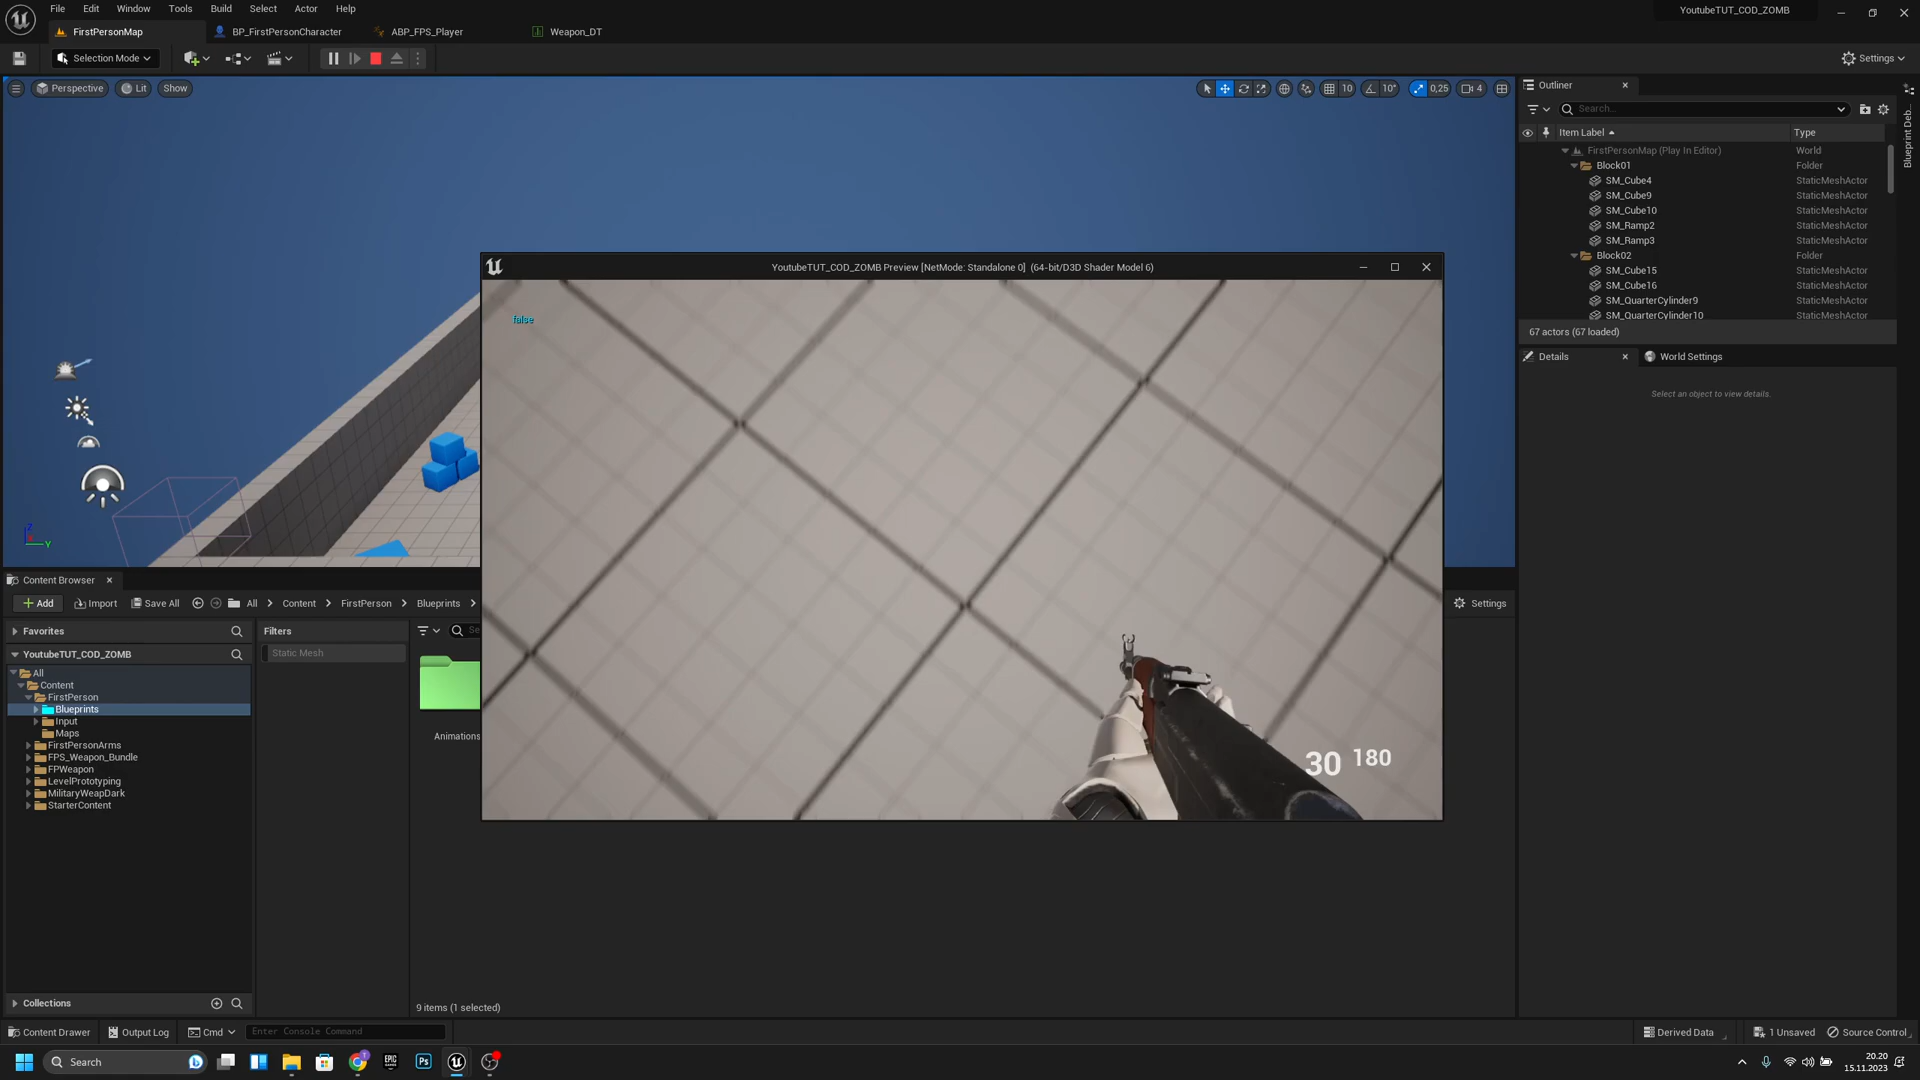 File Edit Window Tools Build Select Actor Help
YoutubeTUT_COD_ZOMB
FirstPersonMap
BP_FirstPersonCharacter
ABP_FPS_Player
Weapon_DT
Selection Mode
Settings
Perspective
Lit
Show
10
10°
0,25
4
Outliner
Search...
Item Label
Type
FirstPersonMap (Play In Editor) World
Block01 Folder
SM_Cube4 StaticMeshActor
SM_Cube9 StaticMeshActor
SM_Cube10 StaticMeshActor
SM_Ramp2 StaticMeshActor
SM_Ramp3 StaticMeshActor
Block02 Folder
SM_Cube15 StaticMeshActor
SM_Cube16 StaticMeshActor
SM_QuarterCylinder9 StaticMeshActor
SM_QuarterCylinder10 StaticMeshActor
67 actors (67 loaded)
Blueprint Deb...
Details
World Settings
Select an object to view details.
YoutubeTUT_COD_ZOMB Preview [NetMode: Standalone 0] (64-bit/D3D Shader Model 6)
false
30 180
Z
Y
Content Browser
Add
Import
Save All
All
Content
FirstPerson
Blueprints
Settings
Favorites
Filters
Static Mesh
Se
YoutubeTUT_COD_ZOMB
All
Content
FirstPerson
Blueprints
Input
Maps
FirstPersonArms
FPS_Weapon_Bundle
FPWeapon
LevelPrototyping
MilitaryWeapDark
StarterContent
Animations
Collections
9 items (1 selected)
Content Drawer
Output Log
Cmd
Enter Console Command
Derived Data
1 Unsaved
Source Control
Search
EPIC
Ps
20.20
15.11.2023